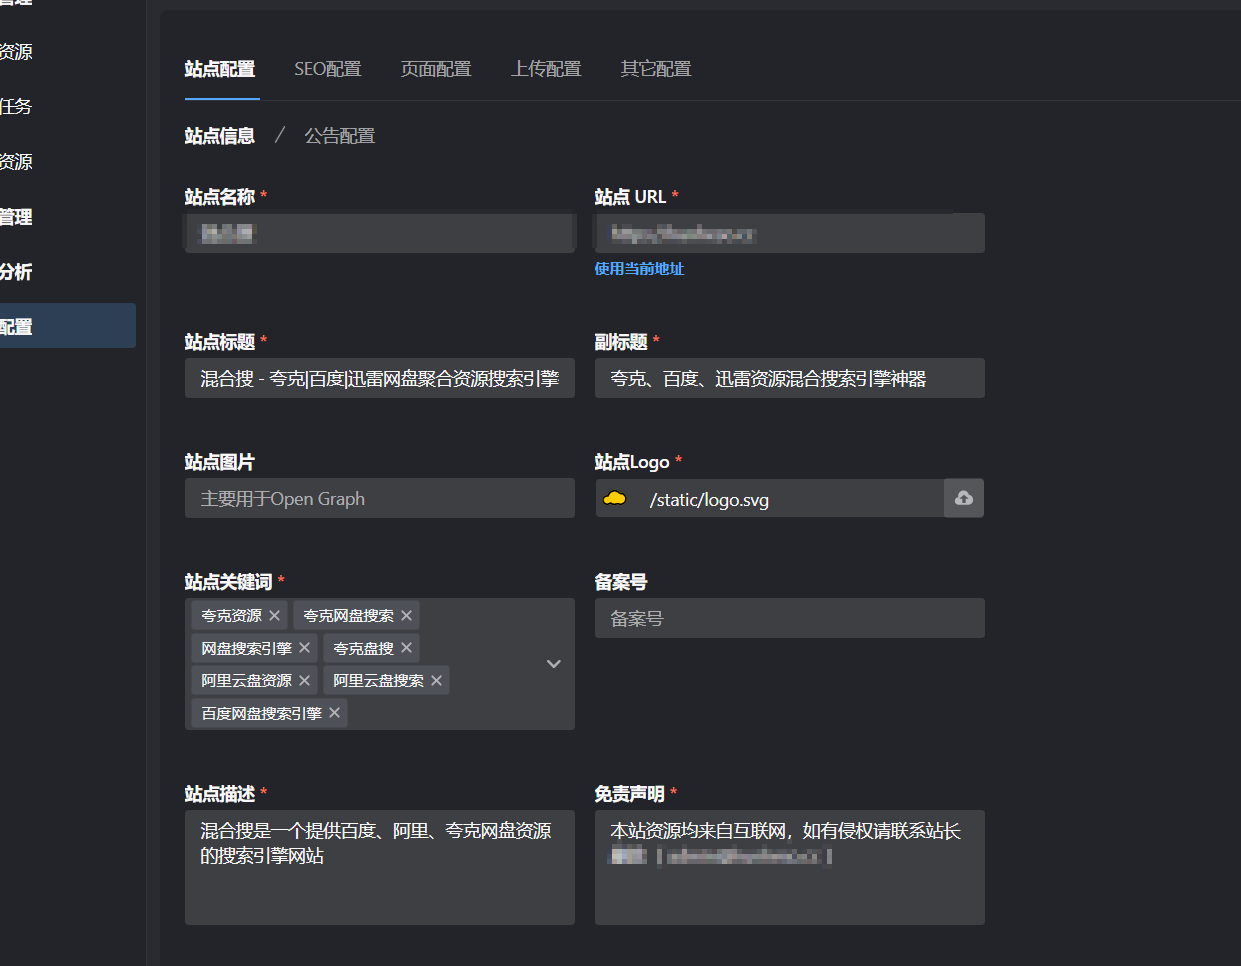 管理
资源
任务
资源
管理
分析
配置
站点配置 SEO配置 页面配置 上传配置 其它配置
站点信息 / 公告配置
站点名称 * 站点 URL *
使用当前地址
站点标题 * 副标题 *
混合搜 - 夸克|百度|迅雷网盘聚合资源搜索引擎 夸克、百度、迅雷资源混合搜索引擎神器
站点图片 站点Logo *
主要用于Open Graph /static/logo.svg
站点关键词 * 备案号
夸克资源 夸克网盘搜索 备案号
网盘搜索引擎 夸克盘搜
阿里云盘资源 阿里云盘搜索
百度网盘搜索引擎
站点描述 * 免责声明 *
混合搜是一个提供百度、阿里、夸克网盘资源
的搜索引擎网站
本站资源均来自互联网，如有侵权请联系站长